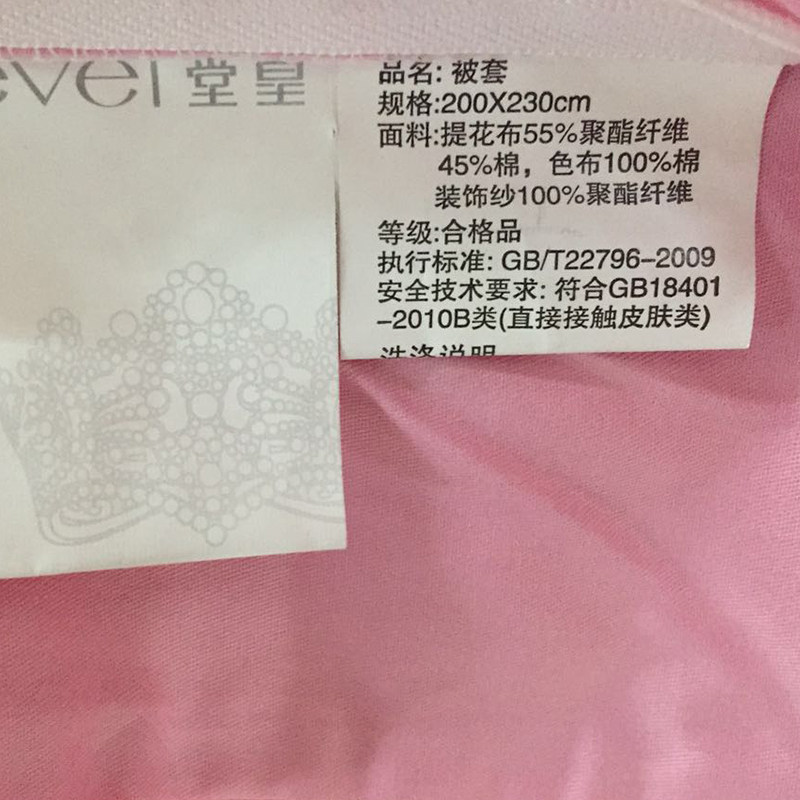 evel 堂皇
品名: 被套
规格:200X230cm
面料:提花布55%聚酯纤维
45%棉，色布100%棉
装饰纱100%聚酯纤维
等级:合格品
执行标准: GB/T22796-2009
安全技术要求: 符合GB18401
-2010B类(直接接触皮肤类)
洗涤说明